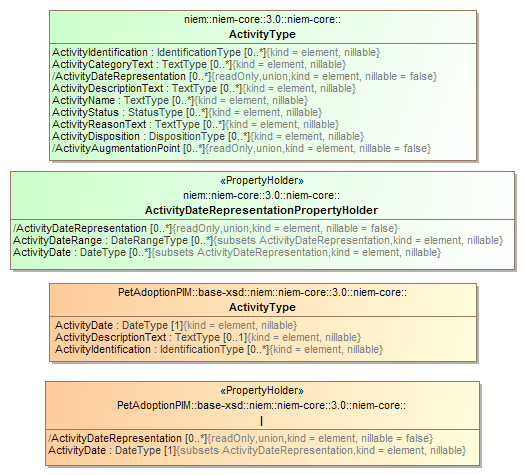 niem::niem-core::3.0::niem-core::
ActivityType
ActivityIdentification : IdentificationType [0..*]{kind = element, nillable}
ActivityCategoryText : TextType [0..*]{kind = element, nillable}
/ActivityDateRepresentation [0..*]{readOnly,union,kind = element, nillable = false}
ActivityDescriptionText : TextType [0..*]{kind = element, nillable}
ActivityName : TextType [0..*]{kind = element, nillable}
ActivityStatus : StatusType [0..*]{kind = element, nillable}
ActivityReasonText : TextType [0..*]{kind = element, nillable}
ActivityDisposition : DispositionType [0..*]{kind = element, nillable}
/ActivityAugmentationPoint [0..*]{readOnly,union,kind = element, nillable = false}
«PropertyHolder»
niem::niem-core::3.0::niem-core::
ActivityDateRepresentationPropertyHolder
/ActivityDateRepresentation [0..*]{readOnly,union,kind = element, nillable = false}
ActivityDateRange : DateRangeType [0..*]{subsets ActivityDateRepresentation,kind = element, nillable}
ActivityDate : DateType [0..*]{subsets ActivityDateRepresentation,kind = element, nillable}
PetAdoptionPIM::base-xsd::niem::niem-core::3.0::niem-core::
ActivityType
ActivityDate : DateType [1]{kind = element, nillable}
ActivityDescriptionText : TextType [0..1]{kind = element, nillable}
ActivityIdentification : IdentificationType [0..*]{kind = element, nillable}
«PropertyHolder»
PetAdoptionPIM::base-xsd::niem::niem-core::3.0::niem-core::
|
/ActivityDateRepresentation [0..*]{readOnly,union,kind = element, nillable = false}
ActivityDate : DateType [1]{subsets ActivityDateRepresentation,kind = element, nillable}